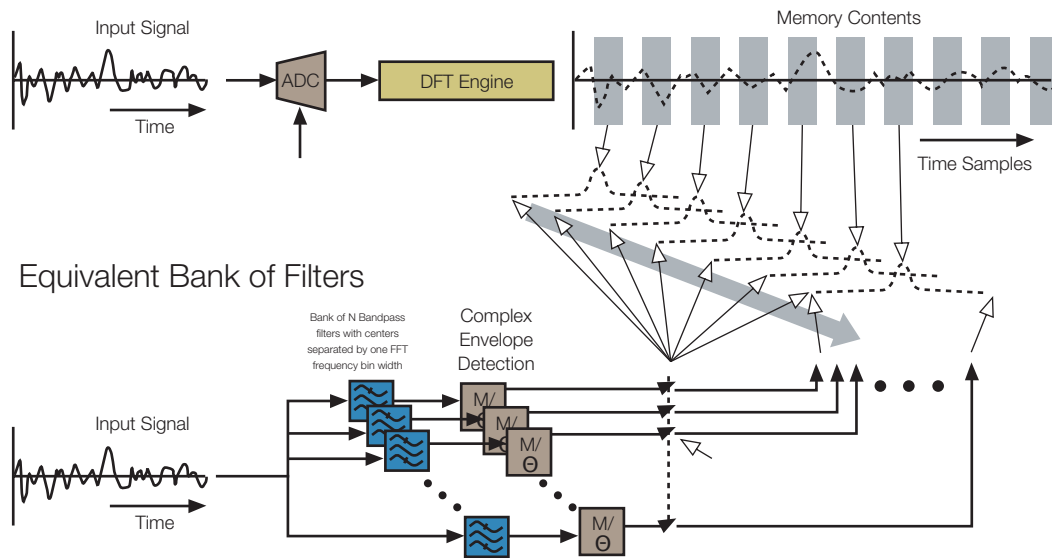 Input Signal
Memory Contents
ADC
DFT Engine
Time
Time Samples
Equivalent Bank of Filters
Bank of N Bandpass
filters with centers
separated by one FFT
frequency bin width
Complex
Envelope
Detection
M/
Θ
M/
Θ
M/
Θ
Input Signal
Time
M/
Θ